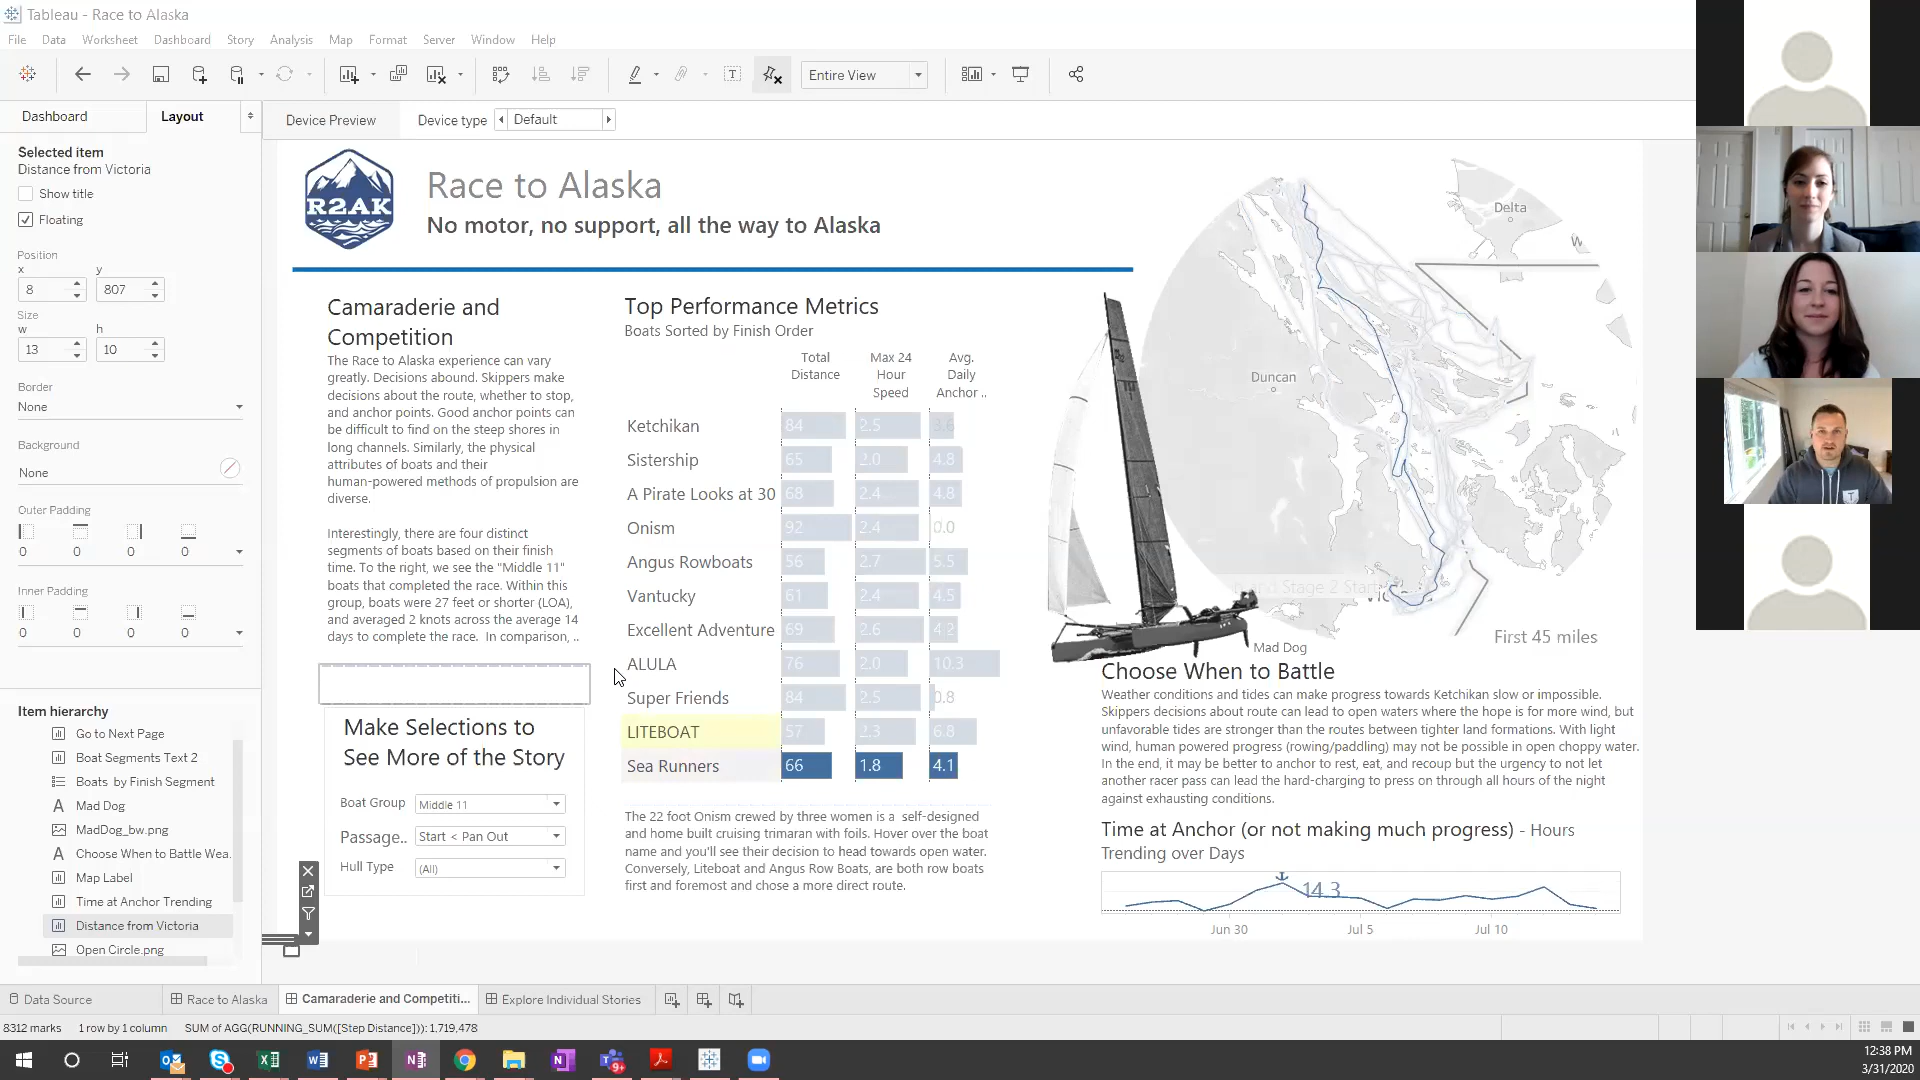 Tableau - Race to Alaska
File Data Worksheet Dashboard Story Analysis Map Format Server Window Help
Entire View
Dashboard Layout
Device Preview Device type Default
Selected item
Distance from Victoria
Show title
Floating
Position
x y
8 807
Size
w h
13 10
Border
None
Background
None
Outer Padding
0 0 0 0
Inner Padding
0 0 0 0
Item hierarchy
Go to Next Page
Boat Segments Text 2
Boats by Finish Segment
A Mad Dog
MadDog_bw.png
A Choose When to Battle Wea.
Map Label
Time at Anchor Trending
Distance from Victoria
Open Circle.png
R2AK
Race to Alaska
No motor, no support, all the way to Alaska
Camaraderie and
Competition
The Race to Alaska experience can vary
greatly. Decisions abound. Skippers make
decisions about the route, whether to stop,
and anchor points. Good anchor points can
be difficult to find on the steep shores in
long channels. Similarly, the physical
attributes of boats and their
human-powered methods of propulsion are
diverse.
Interestingly, there are four distinct
segments of boats based on their finish
time. To the right, we see the "Middle 11"
boats that completed the race. Within this
group, boats were 27 feet or shorter (LOA),
and averaged 2 knots across the average 14
days to complete the race. In comparison, ..
Make Selections to
See More of the Story
Boat Group Middle 11
Passage.. Start < Pan Out
Hull Type (All)
Top Performance Metrics
Boats Sorted by Finish Order
Total Distance
Max 24 Hour Speed
Avg. Daily Anchor ..
Ketchikan 84 2.5 3.6
Sistership 65 2.0 4.8
A Pirate Looks at 30 68 2.4 4.8
Onism 92 2.4 0.0
Angus Rowboats 56 2.7 5.5
Vantucky 61 2.4 4.5
Excellent Adventure 69 2.6 4.2
ALULA 76 2.0 10.3
Super Friends 84 2.5 0.8
LITEBOAT 57 2.3 6.8
Sea Runners 66 1.8 4.1
The 22 foot Onism crewed by three women is a self-designed
and home built cruising trimaran with foils. Hover over the boat
name and you'll see their decision to head towards open water.
Conversely, Liteboat and Angus Row Boats, are both row boats
first and foremost and chose a more direct route.
Delta
Duncan
and Stage 2 Start
First 45 miles
Mad Dog
Choose When to Battle
Weather conditions and tides can make progress towards Ketchikan slow or impossible.
Skippers decisions about route can lead to open waters where the hope is for more wind, but
unfavorable tides are stronger than the routes between tighter land formations. With light
wind, human powered progress (rowing/paddling) may not be possible in open choppy water.
In the end, it may be better to anchor to rest, eat, and recoup but the urgency to not let
another racer pass can lead the hard-charging to press on through all hours of the night
against exhausting conditions.
Time at Anchor (or not making much progress) - Hours
Trending over Days
14.3
Jun 30 Jul 5 Jul 10
Data Source Race to Alaska Camaraderie and Competiti... Explore Individual Stories
8312 marks 1 row by 1 column SUM of AGG(RUNNING_SUM([Step Distance])): 1,719,478
9+
12:38 PM
3/31/2020